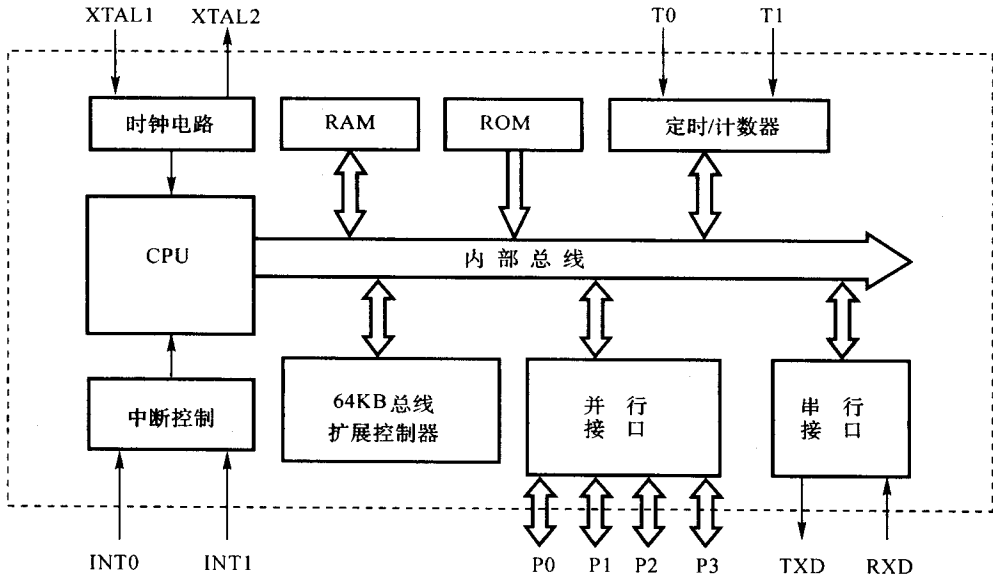 XTAL1 XTAL2 T0 T1
时钟电路 RAM ROM 定时/计数器
CPU
内部总线
64KB总线
扩展控制器
并行
接口
串行
接口
中断控制
INT0 INT1 P0 P1 P2 P3 TXD RXD